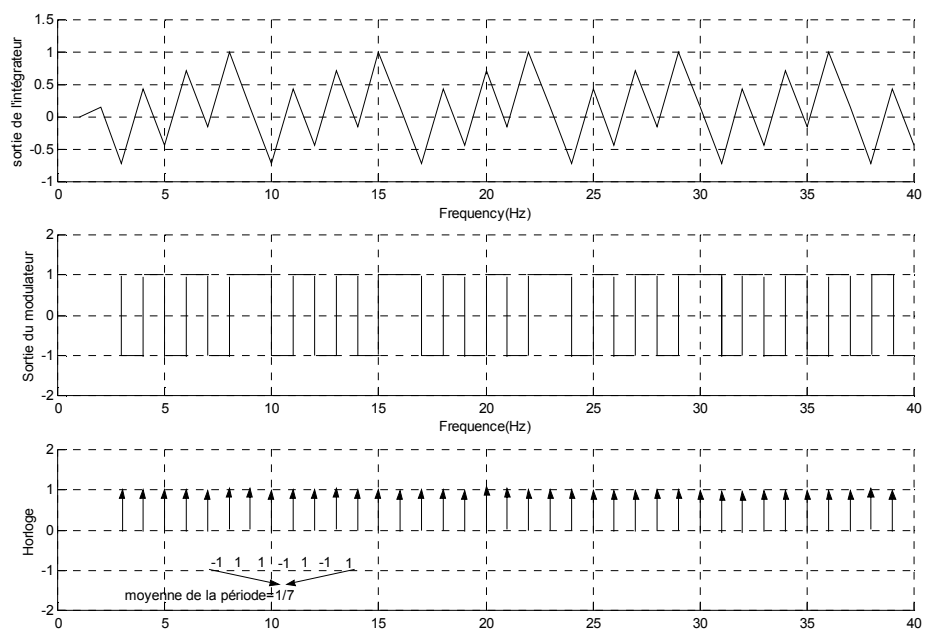 sortie de l'intégrateur
1.5
1
0.5
0
-0.5
-1
0 5 10 15 20 25 30 35 40
Frequency(Hz)
Sortie du modulateur
2
1
0
-1
-2
0 5 10 15 20 25 30 35 40
Frequence(Hz)
Horloge
2
1
0
-1
-2
-1 1 1 -1 1 -1 1
moyenne de la période=1/7
0 5 10 15 20 25 30 35 40